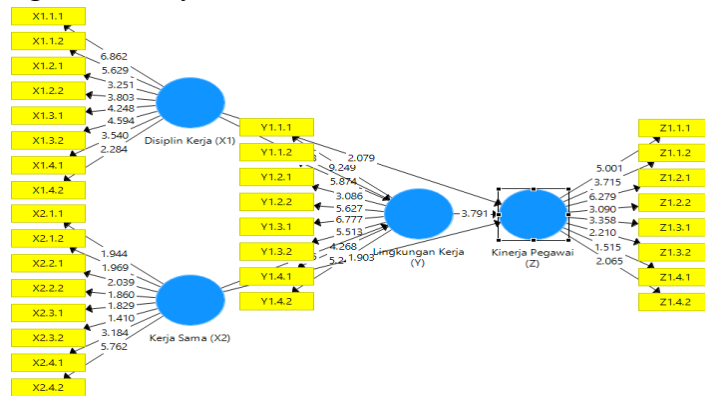 X1.1.1
X1.1.2
X1.2.1
X1.2.2
X1.3.1
X1.3.2
X1.4.1
X1.4.2
6.862
5.629
3.251
3.803
4.248
4.594
3.540
2.284
Disiplin Kerja (X1)
X2.1.1
X2.1.2
X2.2.1
X2.2.2
X2.3.1
X2.3.2
X2.4.1
X2.4.2
1.944
1.969
2.039
1.860
1.829
1.410
3.184
5.762
Kerja Sama (X2)
Y1.1.1
Y1.1.2
Y1.2.1
Y1.2.2
Y1.3.1
Y1.3.2
Y1.4.1
Y1.4.2
9.249
5.874
3.086
5.627
6.777
5.513
4.268
2.079
1.903
3.791
Lingkungan Kerja
(Y)
Kinerja Pegawai
(Z)
5.001
3.715
6.279
3.090
3.358
2.210
1.515
2.065
Z1.1.1
Z1.1.2
Z1.2.1
Z1.2.2
Z1.3.1
Z1.3.2
Z1.4.1
Z1.4.2